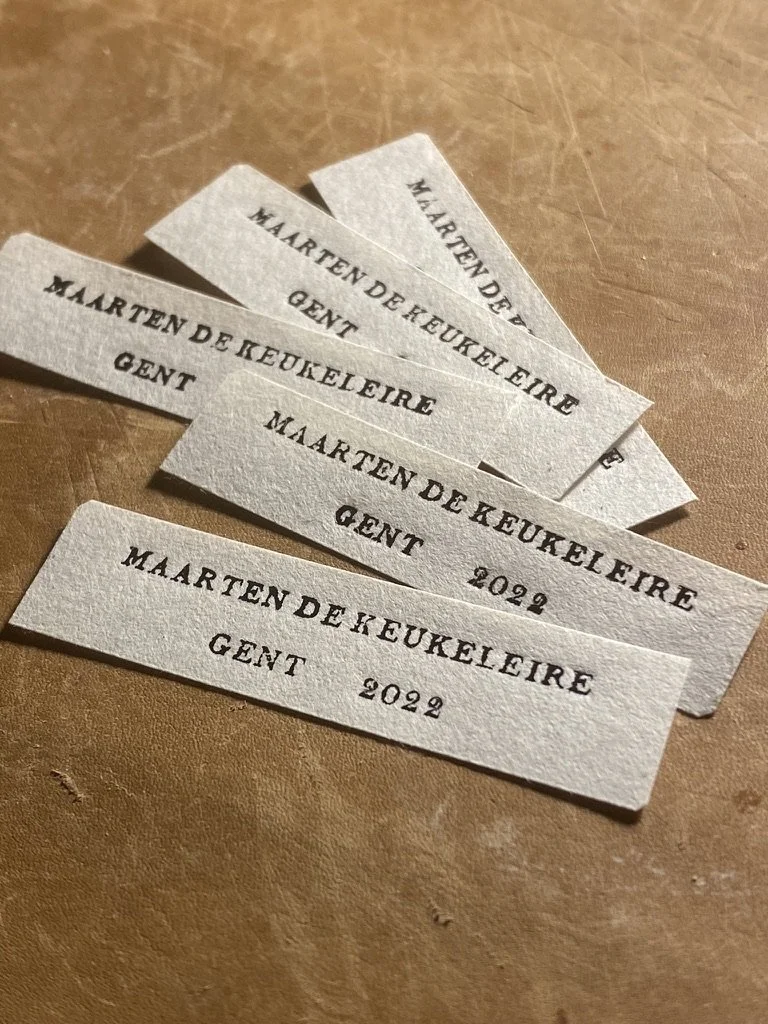 MAARTEN DE K
RE
MAARTEN DE KEUKELEIRE
GENT
MAARTEN DE KEUKELEIRE
GENT
MAARTEN DE KEUKELEIRE
GENT 2022
MAARTEN DE KEUKELEIRE
GENT 2022